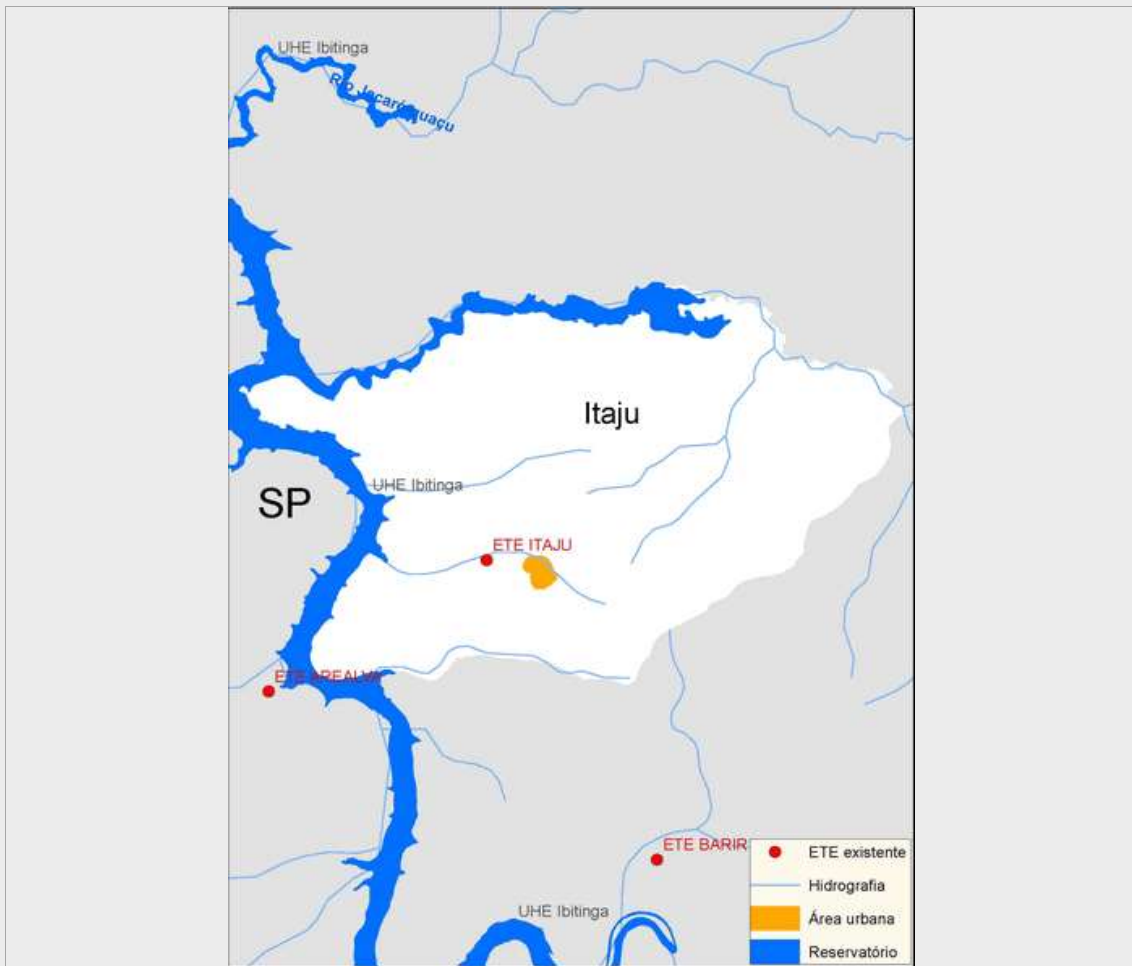 UHE Ibitinga
Rio Jacaré-Guaçu
Itaju
UHE Ibitinga
SP
ETE ITAJU
ETE AREALVA
ETE BARIR
ETE existente
Hidrografia
UHE Ibitinga
Área urbana
Reservatório